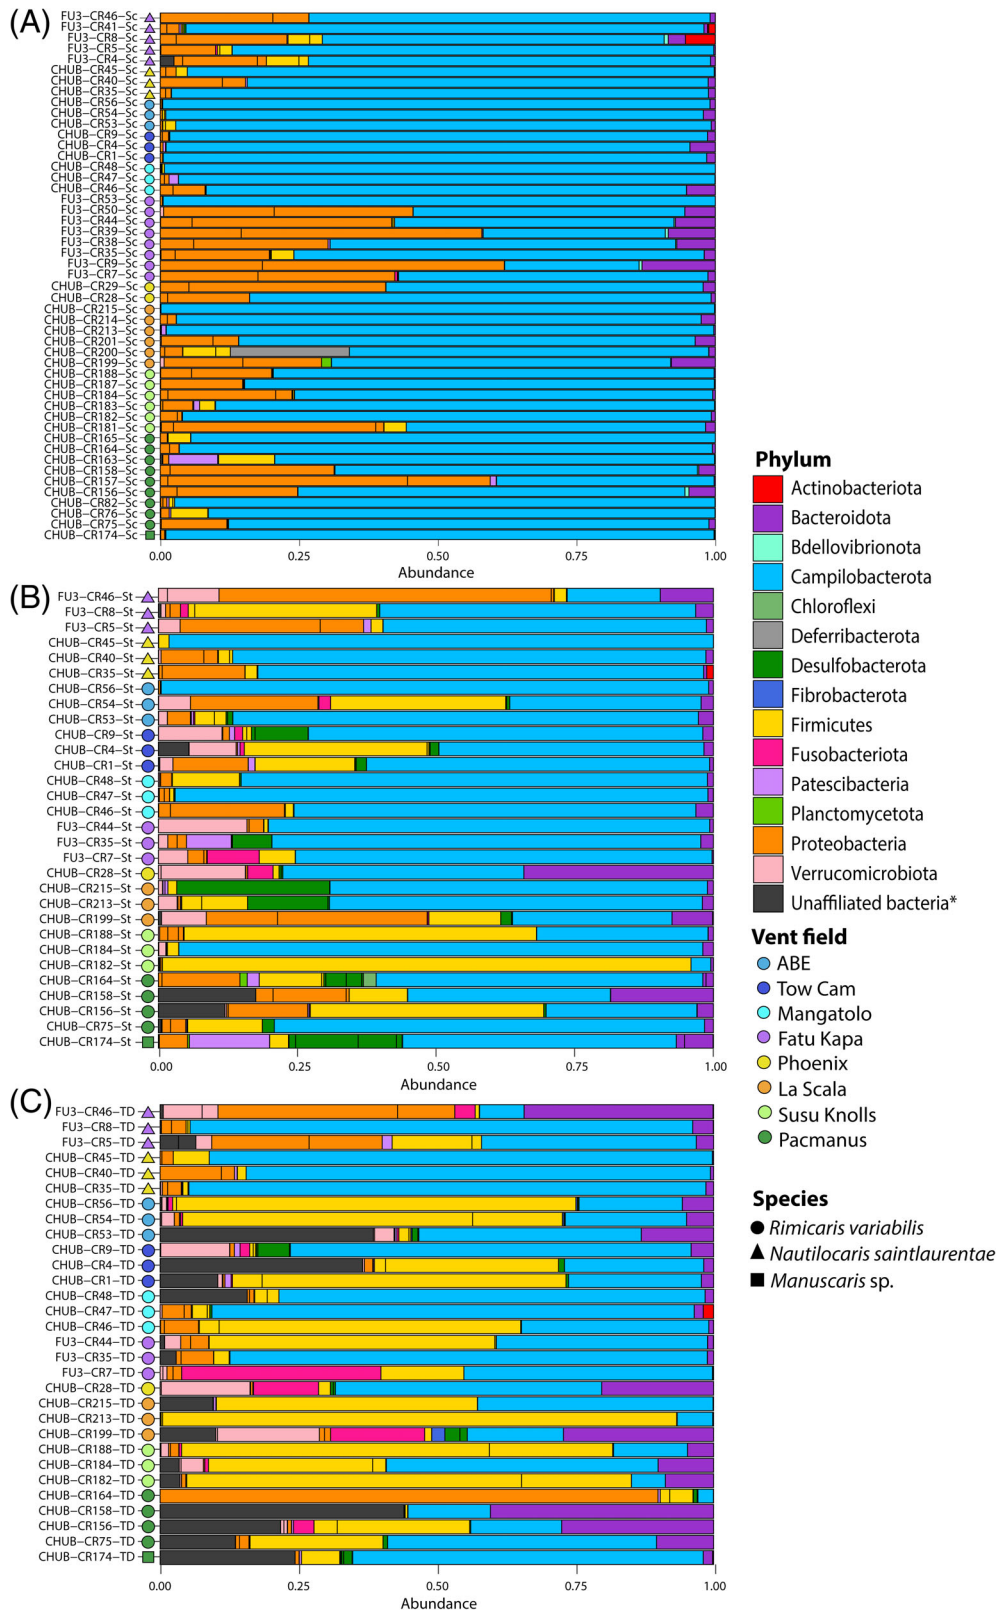 (A)
FU3−CR46−Sc
FU3−CR41−Sc
FU3−CR8−Sc
FU3−CR5−Sc
FU3−CR4−Sc
CHUB−CR45−Sc
CHUB−CR40−Sc
CHUB−CR35−Sc
CHUB−CR56−Sc
CHUB−CR54−Sc
CHUB−CR53−Sc
CHUB−CR9−Sc
CHUB−CR4−Sc
CHUB−CR1−Sc
CHUB−CR48−Sc
CHUB−CR47−Sc
CHUB−CR46−Sc
FU3−CR53−Sc
FU3−CR50−Sc
FU3−CR44−Sc
FU3−CR39−Sc
FU3−CR38−Sc
FU3−CR35−Sc
FU3−CR9−Sc
FU3−CR7−Sc
CHUB−CR29−Sc
CHUB−CR28−Sc
CHUB−CR215−Sc
CHUB−CR214−Sc
CHUB−CR213−Sc
CHUB−CR201−Sc
CHUB−CR200−Sc
CHUB−CR199−Sc
CHUB−CR188−Sc
CHUB−CR187−Sc
CHUB−CR184−Sc
CHUB−CR183−Sc
CHUB−CR182−Sc
CHUB−CR181−Sc
CHUB−CR165−Sc
CHUB−CR164−Sc
CHUB−CR163−Sc
CHUB−CR158−Sc
CHUB−CR157−Sc
CHUB−CR156−Sc
CHUB−CR82−Sc
CHUB−CR76−Sc
CHUB−CR75−Sc
CHUB−CR174−Sc
0.00 0.25 0.50 0.75 1.00
Abundance
(B)
FU3−CR46−St
FU3−CR8−St
FU3−CR5−St
CHUB−CR45−St
CHUB−CR40−St
CHUB−CR35−St
CHUB−CR56−St
CHUB−CR54−St
CHUB−CR53−St
CHUB−CR9−St
CHUB−CR4−St
CHUB−CR1−St
CHUB−CR48−St
CHUB−CR47−St
CHUB−CR46−St
FU3−CR44−St
FU3−CR35−St
FU3−CR7−St
CHUB−CR28−St
CHUB−CR215−St
CHUB−CR213−St
CHUB−CR199−St
CHUB−CR188−St
CHUB−CR184−St
CHUB−CR182−St
CHUB−CR164−St
CHUB−CR158−St
CHUB−CR156−St
CHUB−CR75−St
CHUB−CR174−St
0.00 0.25 0.50 0.75 1.00
Abundance
(C)
FU3−CR46−TD
FU3−CR8−TD
FU3−CR5−TD
CHUB−CR45−TD
CHUB−CR40−TD
CHUB−CR35−TD
CHUB−CR56−TD
CHUB−CR54−TD
CHUB−CR53−TD
CHUB−CR9−TD
CHUB−CR4−TD
CHUB−CR1−TD
CHUB−CR48−TD
CHUB−CR47−TD
CHUB−CR46−TD
FU3−CR44−TD
FU3−CR35−TD
FU3−CR7−TD
CHUB−CR28−TD
CHUB−CR215−TD
CHUB−CR213−TD
CHUB−CR199−TD
CHUB−CR188−TD
CHUB−CR184−TD
CHUB−CR182−TD
CHUB−CR164−TD
CHUB−CR158−TD
CHUB−CR156−TD
CHUB−CR75−TD
CHUB−CR174−TD
0.00 0.25 0.50 0.75 1.00
Abundance
Phylum
Actinobacteriota
Bacteroidota
Bdellovibrionota
Campilobacterota
Chloroflexi
Deferribacterota
Desulfobacterota
Fibrobacterota
Firmicutes
Fusobacteriota
Patescibacteria
Planctomycetota
Proteobacteria
Verrucomicrobiota
Unaffiliated bacteria*
Vent field
ABE
Tow Cam
Mangatolo
Fatu Kapa
Phoenix
La Scala
Susu Knolls
Pacmanus
Species
Rimicaris variabilis
Nautilocaris saintlaurentae
Manuscaris sp.